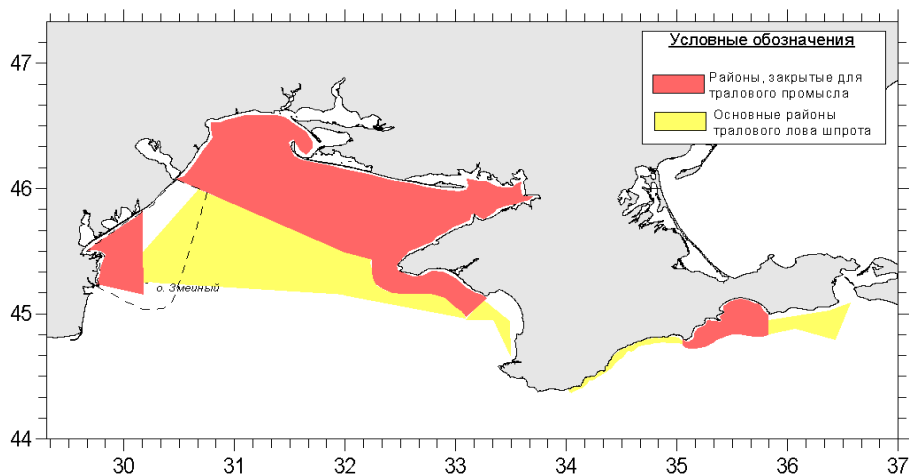 Условные обозначения
Районы, закрытые для
тралового промысла
Основные районы
тралового лова шпрота
47
46
45
44
о. Змеиный
30 31 32 33 34 35 36 37